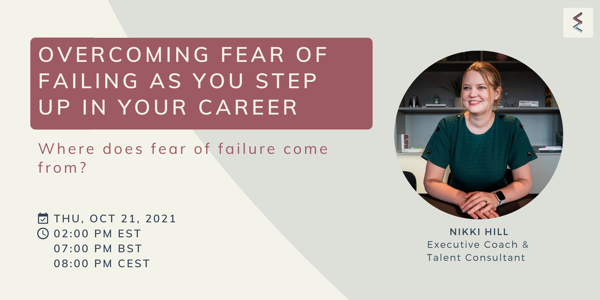 OVERCOMING FEAR OF
FAILING AS YOU STEP
UP IN YOUR CAREER
Where does fear of failure come
from?
THU, OCT 21, 2021
02:00 PM EST
07:00 PM BST
08:00 PM CEST
NIKKI HILL
Executive Coach &
Talent Consultant